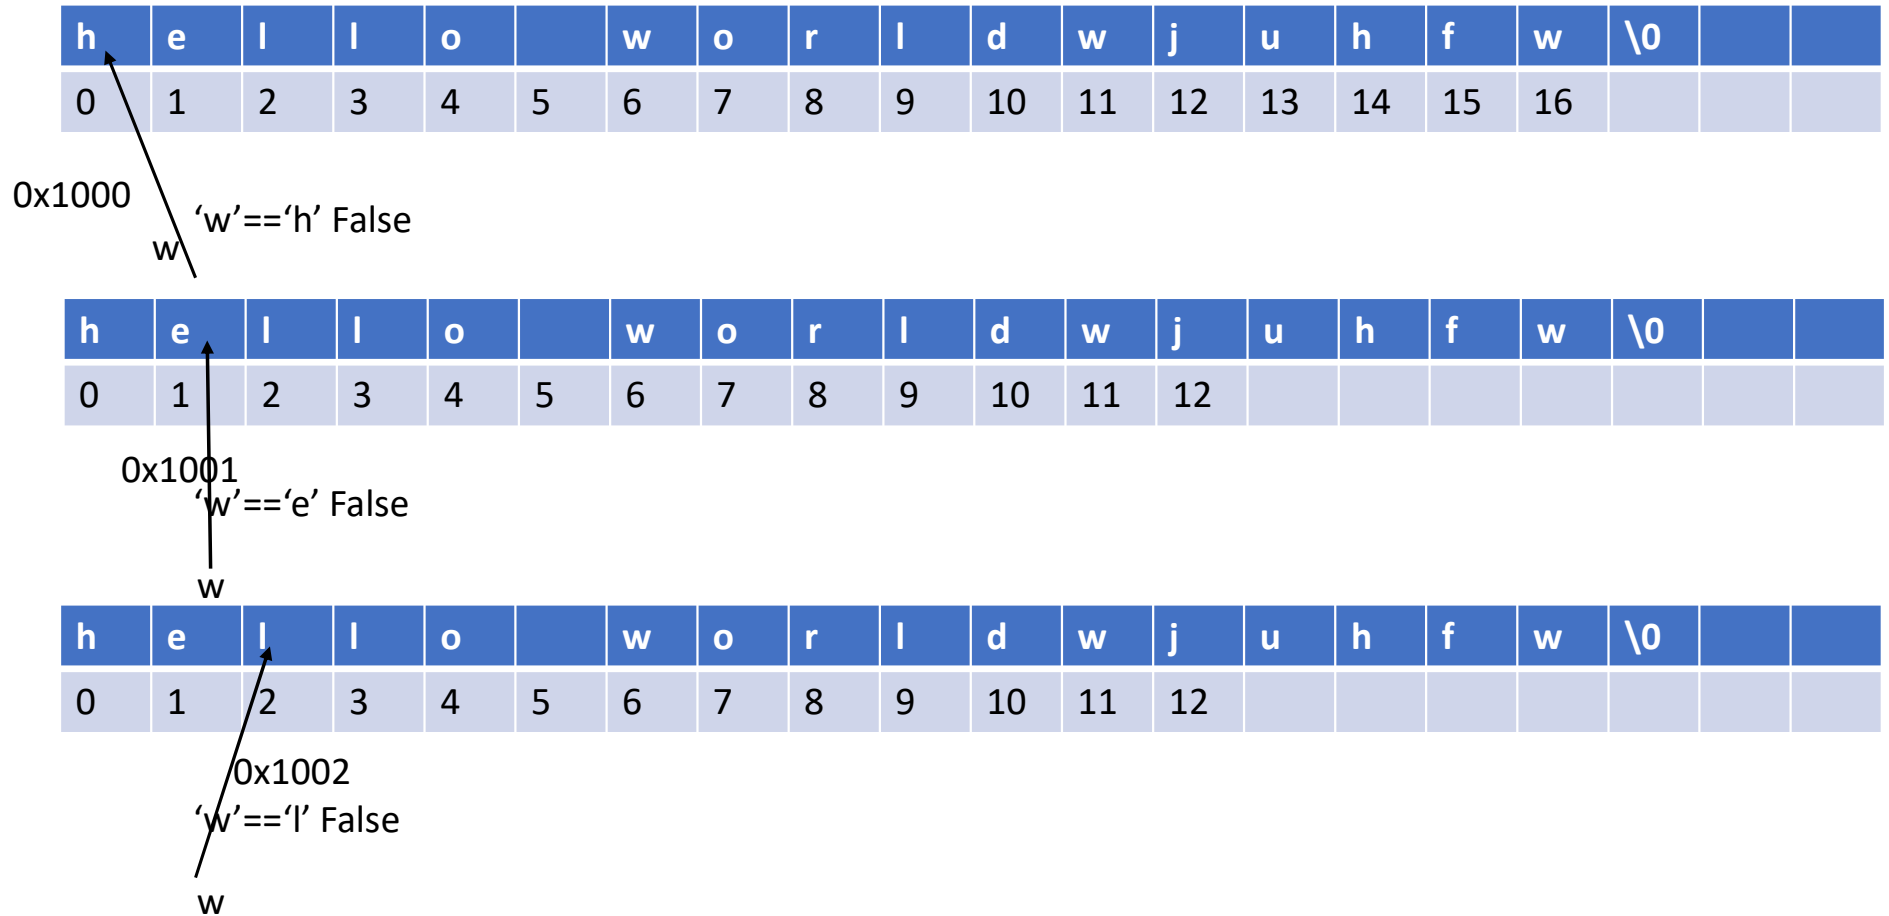 h e l l o w o r l d w j u h f w \0
0 1 2 3 4 5 6 7 8 9 10 11 12 13 14 15 16
0x1000
‘w’==‘h’ False
w
h e l l o w o r l d w j u h f w \0
0 1 2 3 4 5 6 7 8 9 10 11 12
0x1001
‘w’==‘e’ False
w
h e l l o w o r l d w j u h f w \0
0 1 2 3 4 5 6 7 8 9 10 11 12
0x1002
‘w’==‘l’ False
w